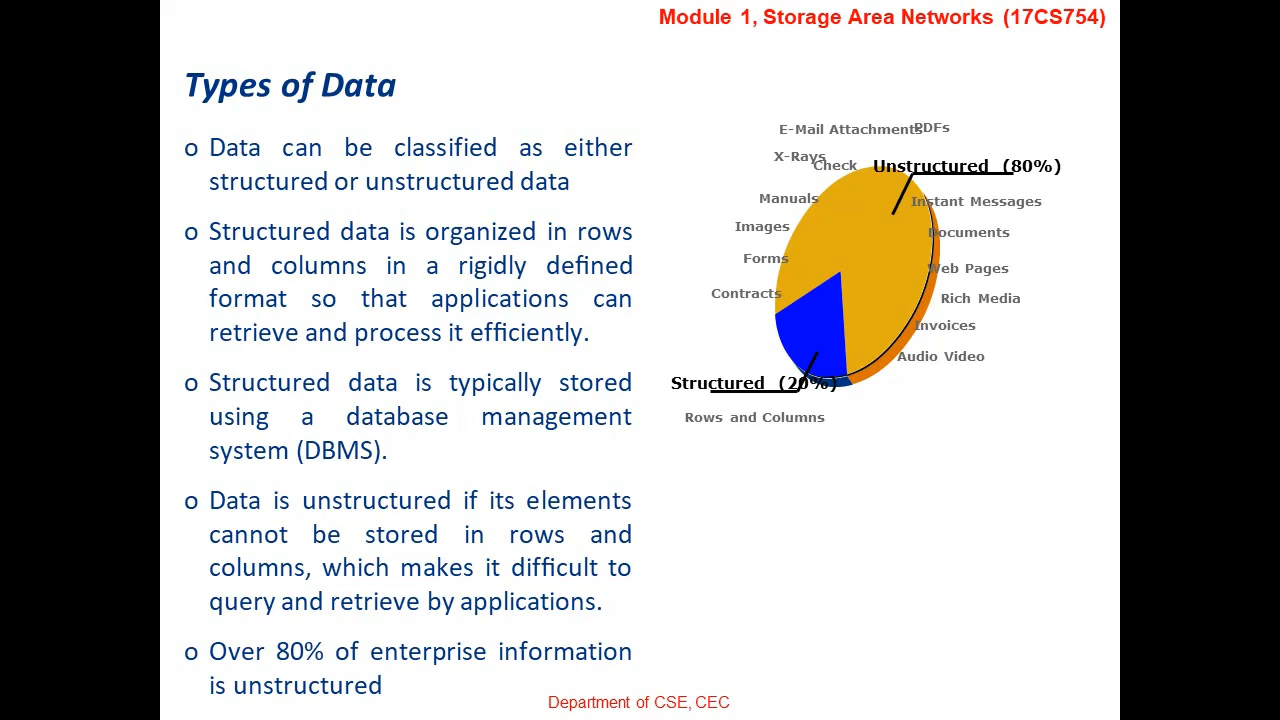 Module 1, Storage Area Networks (17CS754)
Types of Data
o Data can be classified as either
structured or unstructured data
o Structured data is organized in rows
and columns in a rigidly defined
format so that applications can
retrieve and process it efficiently.
o Structured data is typically stored
using a database management
system (DBMS).
o Data is unstructured if its elements
cannot be stored in rows and
columns, which makes it difficult to
query and retrieve by applications.
o Over 80% of enterprise information
is unstructured
E-Mail Attachments
PDFs
X-Rays
Check
Unstructured (80%)
Manuals
Instant Messages
Images
Documents
Forms
Web Pages
Contracts
Rich Media
Invoices
Audio Video
Structured (20%)
Rows and Columns
Department of CSE, CEC